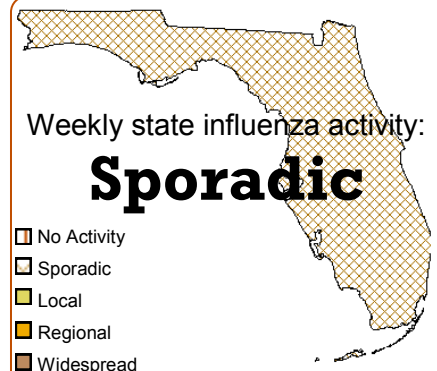 Weekly state influenza activity:
Sporadic
No Activity
Sporadic
Local
Regional
Widespread